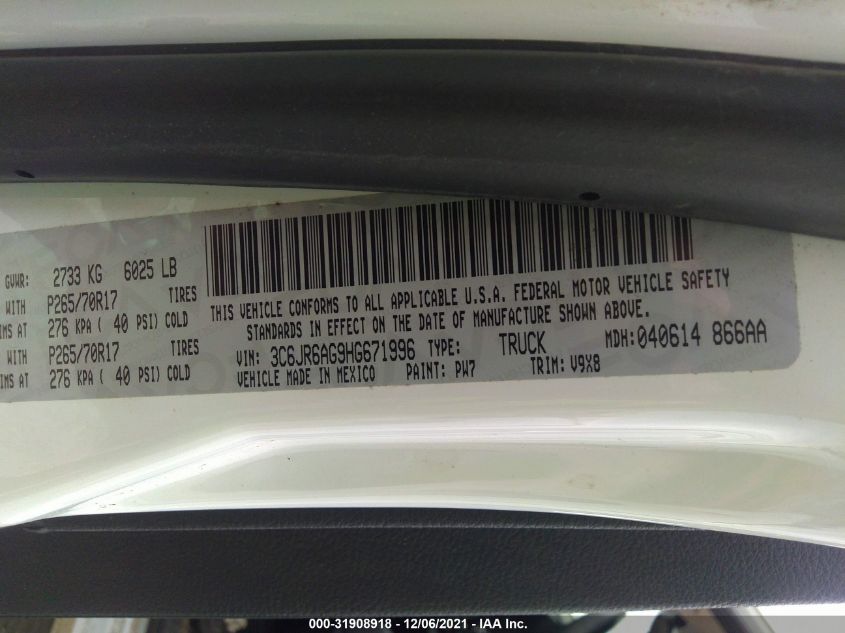 GVWR: 2733 KG 6025 LB
WITH P265/70R17 TIRES
IMS AT 276 KPA ( 40 PSI) COLD
WITH P265/70R17 TIRES
IMS AT 276 KPA ( 40 PSI) COLD
THIS VEHICLE CONFORMS TO ALL APPLICABLE U.S.A. FEDERAL MOTOR VEHICLE SAFETY
STANDARDS IN EFFECT ON THE DATE OF MANUFACTURE SHOWN ABOVE.
VIN: 3C6JR6AG9HG671996 TYPE: TRUCK MDH:040614 866AA
VEHICLE MADE IN MEXICO PAINT: PW7 TRIM: V9X8
000-31908918 - 12/06/2021 - IAA Inc.